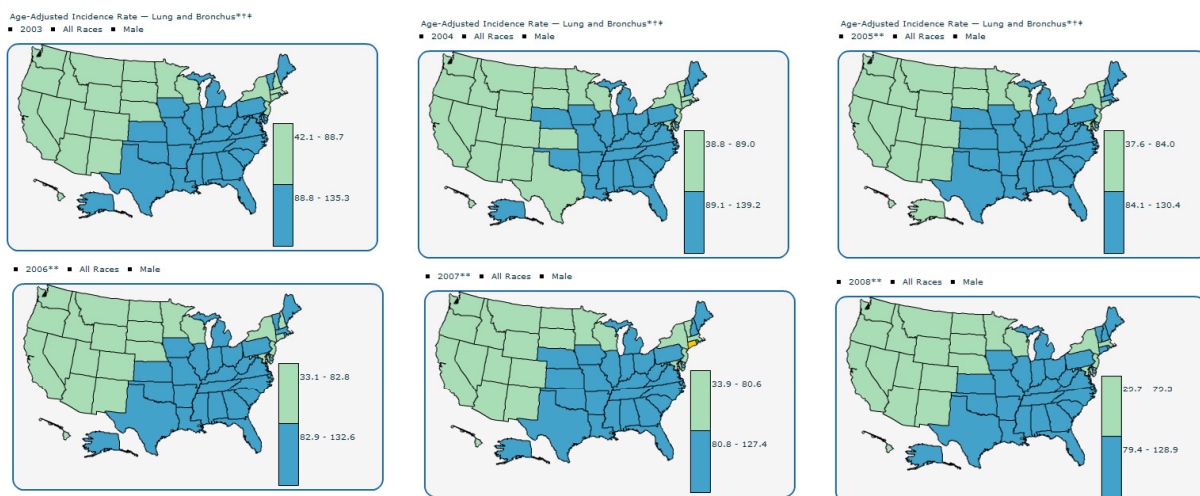 Age-Adjusted Incidence Rate — Lung and Bronchus*†‡
▪ 2003 ▪ All Races ▪ Male
42.1 - 88.7
88.8 - 135.3
Age-Adjusted Incidence Rate — Lung and Bronchus*†‡
▪ 2004 ▪ All Races ▪ Male
38.8 - 89.0
89.1 - 139.2
Age-Adjusted Incidence Rate — Lung and Bronchus*†‡
▪ 2005** ▪ All Races ▪ Male
37.6 - 84.0
84.1 - 130.4
▪ 2006** ▪ All Races ▪ Male
33.1 - 82.8
82.9 - 132.6
▪ 2007** ▪ All Races ▪ Male
33.9 - 80.6
80.8 - 127.4
▪ 2008** ▪ All Races ▪ Male
29.7 79.3
79.4 - 128.9